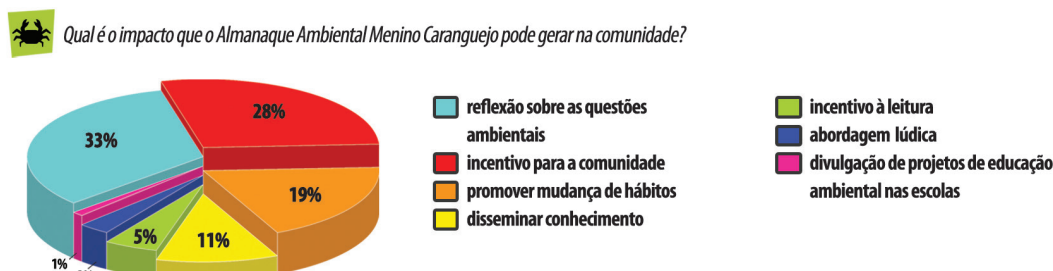 Qual é o impacto que o Almanaque Ambiental Menino Caranguejo pode gerar na comunidade?
33%
28%
19%
11%
5%
1%
reflexão sobre as questões
ambientais
incentivo para a comunidade
promover mudança de hábitos
disseminar conhecimento
incentivo à leitura
abordagem lúdica
divulgação de projetos de educação
ambiental nas escolas